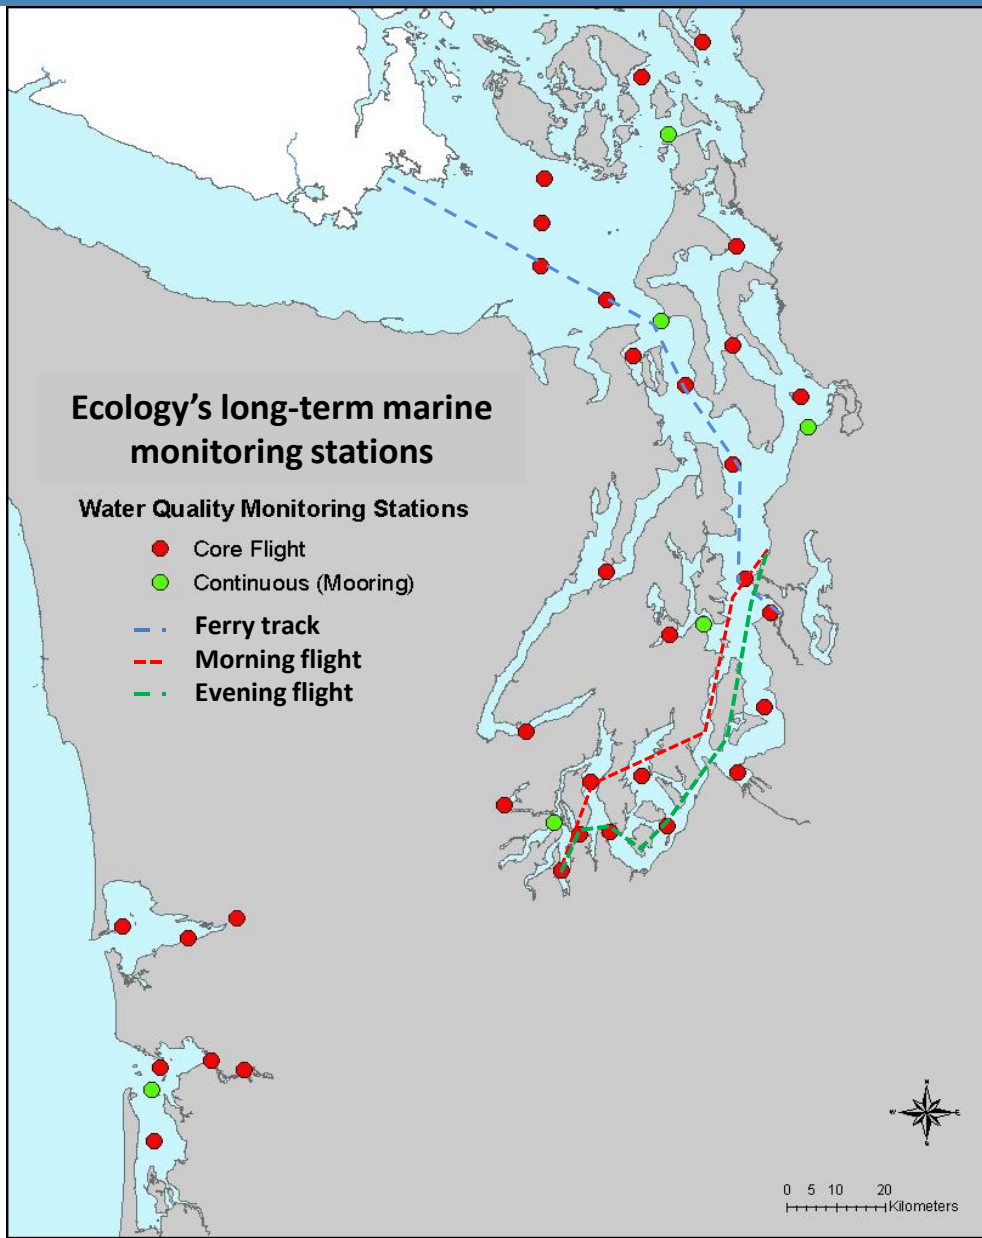 Ecology’s long-term marine
monitoring stations
Water Quality Monitoring Stations
Core Flight
Continuous (Mooring)
Ferry track
Morning flight
Evening flight
N
W E
S
0 5 10 20
Kilometers